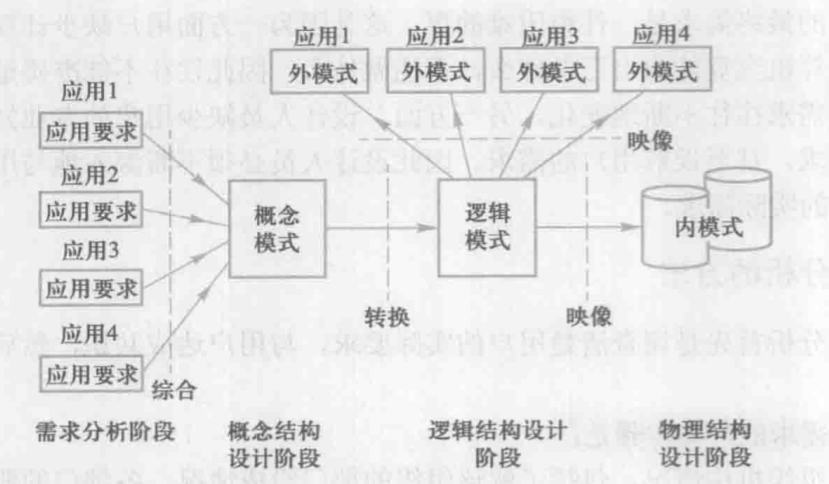 应用1 应用2 应用3 应用4
外模式 外模式 外模式 外模式
映像
应用1
应用要求
应用2
应用要求
应用3
应用要求
应用4
应用要求
综合
概念
模式
转换
逻辑
模式
映像
内模式
需求分析阶段
概念结构
设计阶段
逻辑结构设计
阶段
物理结构
设计阶段